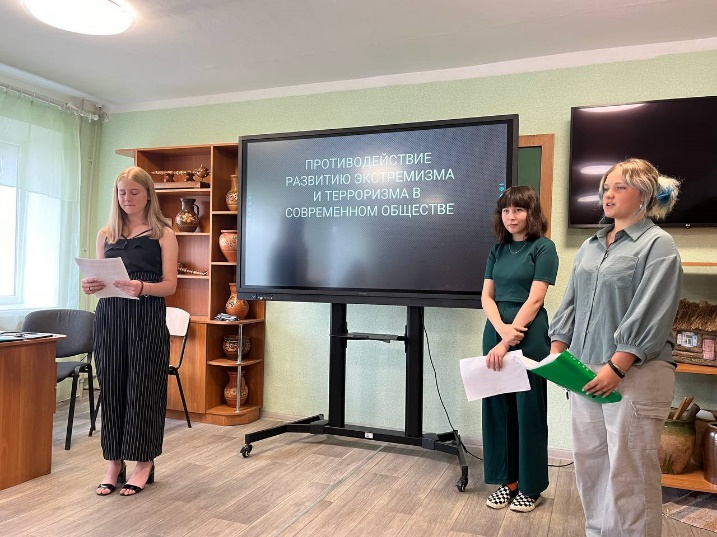 ПРОТИВОДЕЙСТВИЕ
РАЗВИТИЮ ЭКСТРЕМИЗМА
И ТЕРРОРИЗМА В
СОВРЕМЕННОМ ОБЩЕСТВЕ